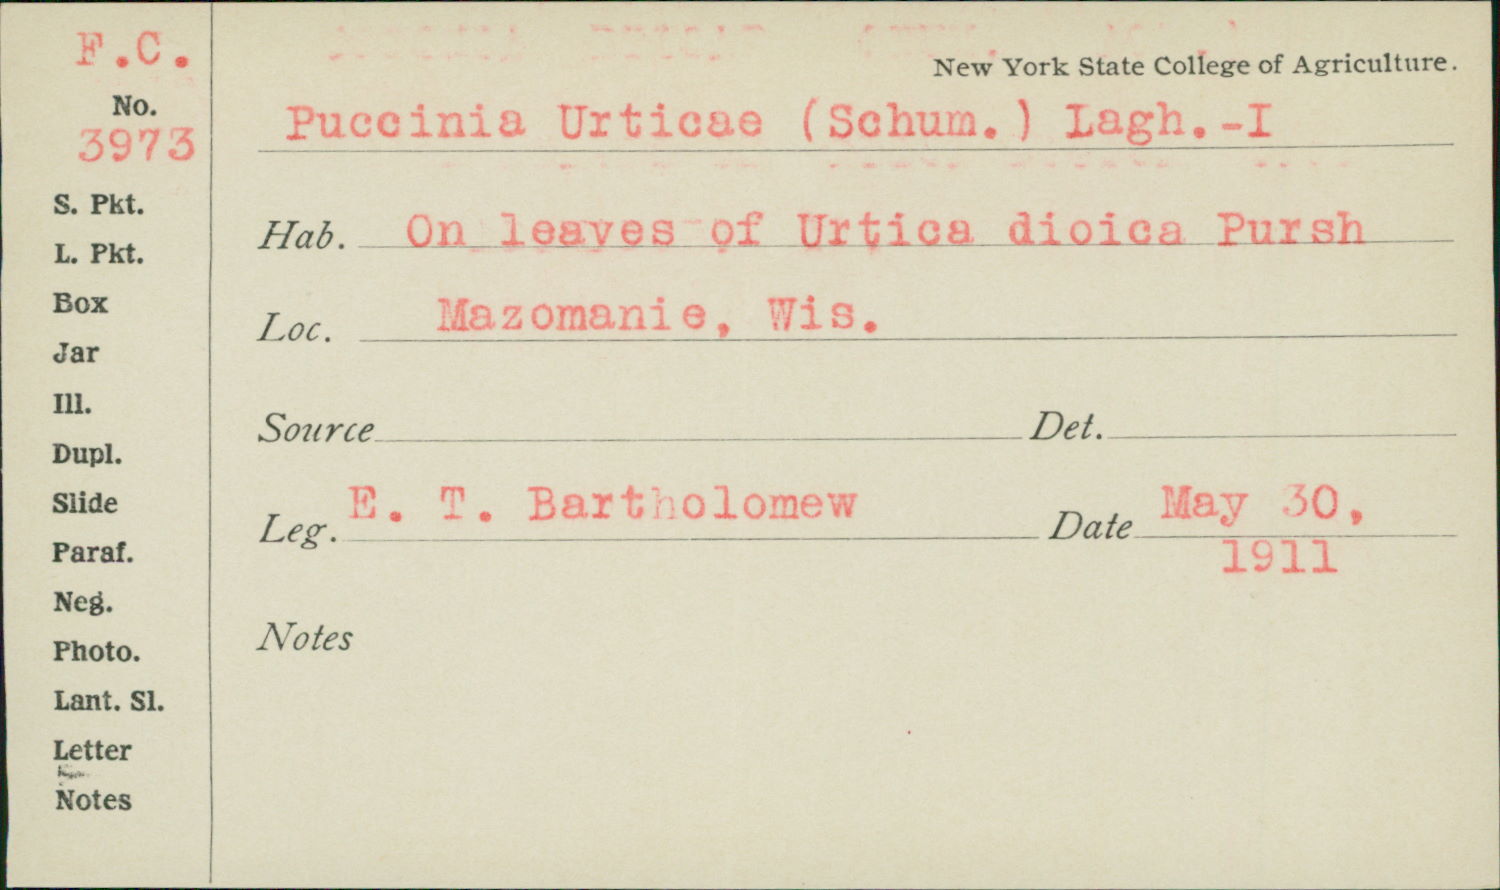 F.C.
No.
3973
S. Pkt.
L. Pkt.
Box
Jar
Ill.
Dupl.
Slide
Paraf.
Neg.
Photo.
Lant. Sl.
Letter
Notes
New York State College of Agriculture.
Puccinia Urticae (Schum.) Lagh.-I
Hab. On leaves of Urtica dioica Pursh
Loc. Mazomanie, Wis.
Source Det.
Leg. E. T. Bartholomew Date May 30,
1911
Notes